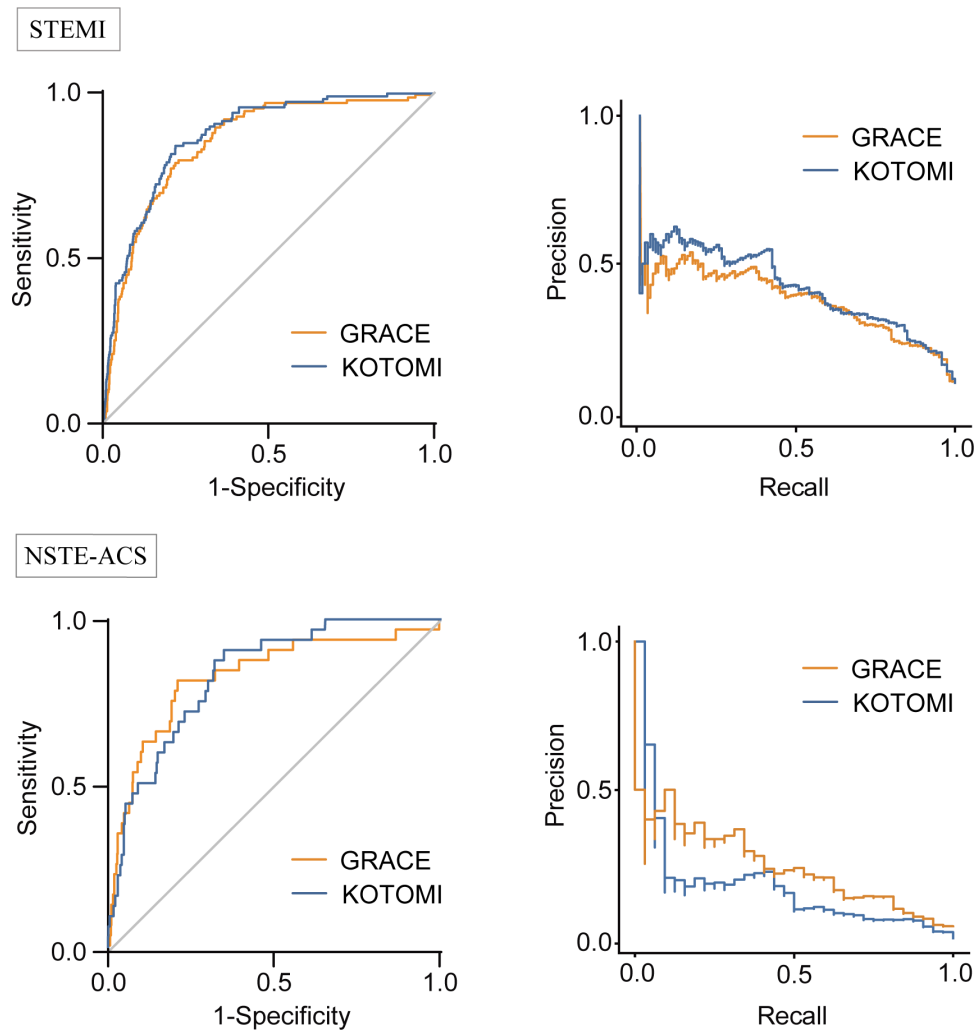 STEMI
1.0
0.5
0.0
Sensitivity
GRACE
KOTOMI
0.0
0.5
1.0
1-Specificity
1.0
0.5
0.0
Precision
GRACE
KOTOMI
0.0
0.5
1.0
Recall
NSTE-ACS
1.0
0.5
0.0
Sensitivity
GRACE
KOTOMI
0.0
0.5
1.0
1-Specificity
1.0
0.5
0.0
Precision
GRACE
KOTOMI
0.0
0.5
1.0
Recall